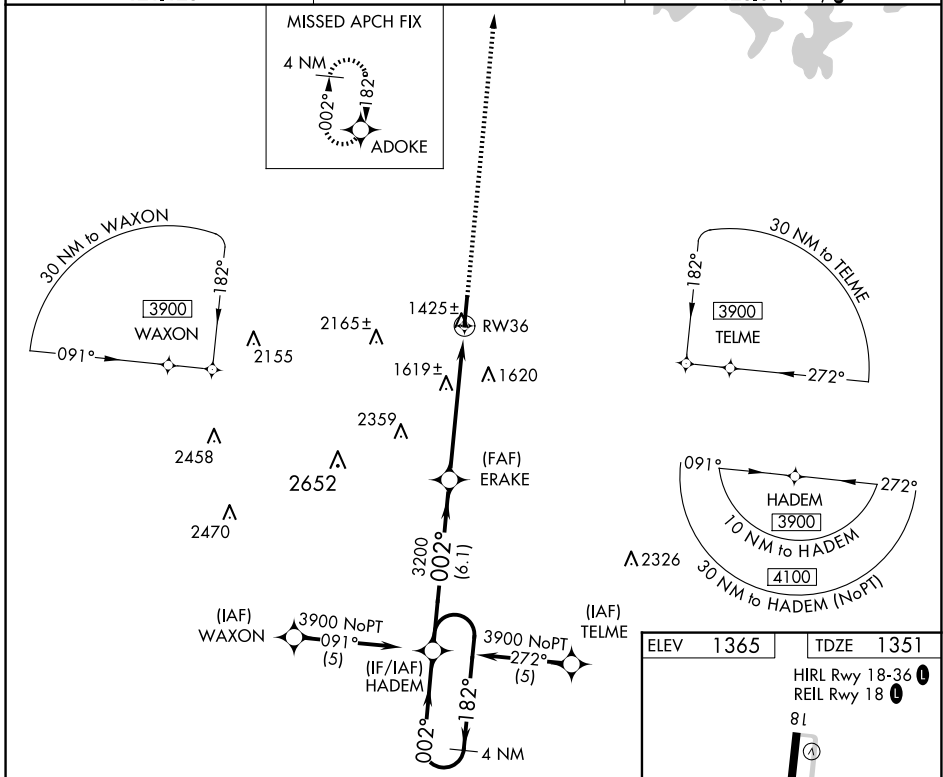 MISSED APCH FIX
4 NM
002°
182°
ADOKE
30 NM to WAXON
182°
3900
WAXON
091°
2155
2165±
1425±
RW36
1619±
1620
2359
2458
2652
2470
(FAF)
ERAKE
30 NM to TELME
182°
3900
TELME
272°
091°
272°
HADEM
3900
10 NM to HADEM
4100
30 NM to HADEM (NoPT)
2326
3200
002°
(6.1)
(IAF)
WAXON
3900 NoPT
091°
(5)
(IF/IAF)
HADEM
(IAF)
TELME
3900 NoPT
272°
(5)
002°
182°
4 NM
ELEV 1365
TDZE 1351
HIRL Rwy 18-36 L
REIL Rwy 18 L
18
V